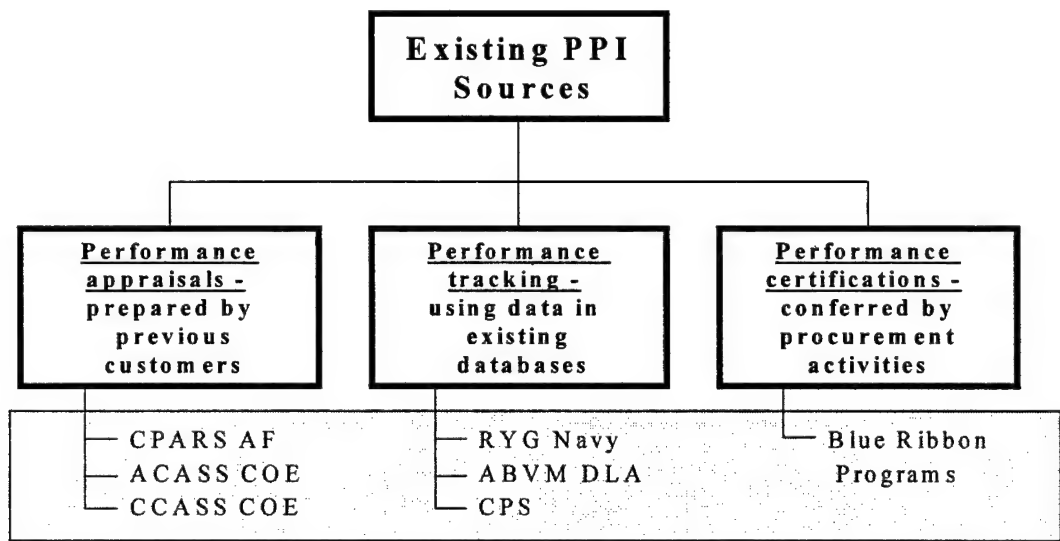 Existing PPI
Sources
Performance
appraisals -
prepared by
previous
customers
Performance
tracking -
using data in
existing
databases
Performance
certifications -
conferred by
procurement
activities
CPARS AF
ACASS COE
CCASS COE
RYG Navy
ABVM DLA
CPS
Blue Ribbon
Programs